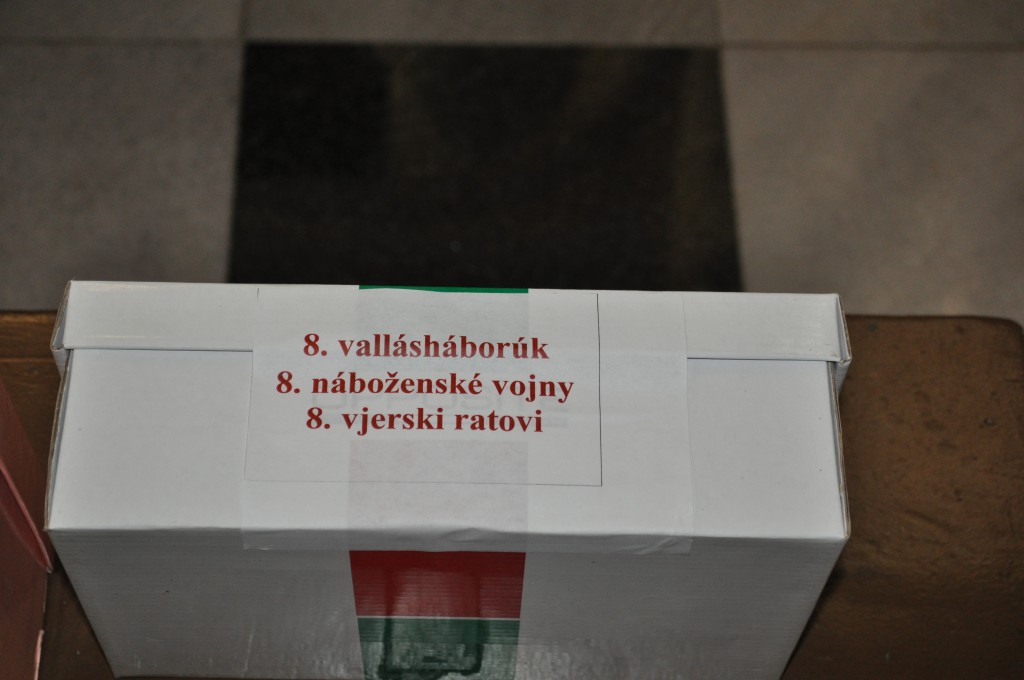 8. vallásháborúk
8. náboženské vojny
8. vjerski ratovi